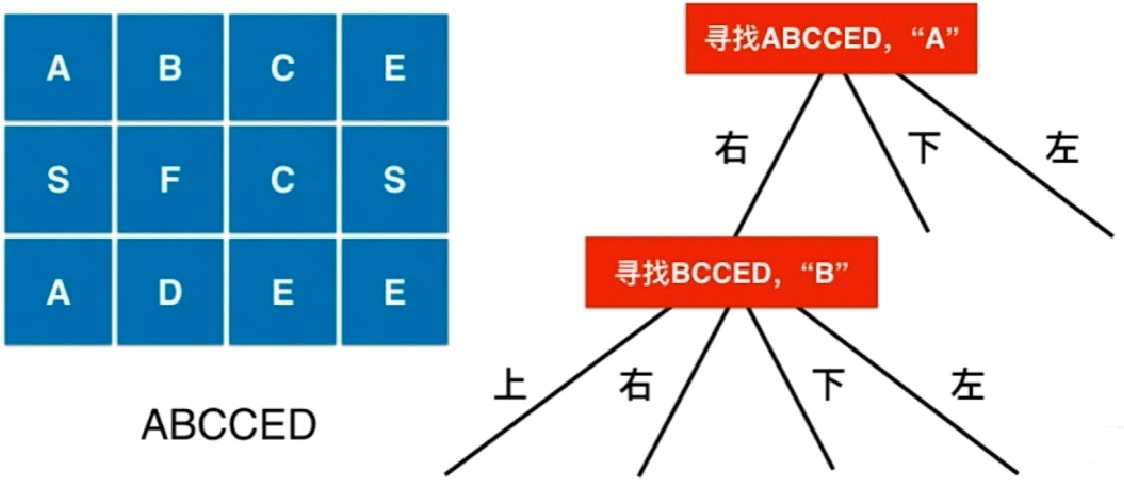 A B C E
S F C S
A D E E
ABCCED
寻找ABCCED，“A”
右 下 左
寻找BCCED，“B”
上 右 下 左